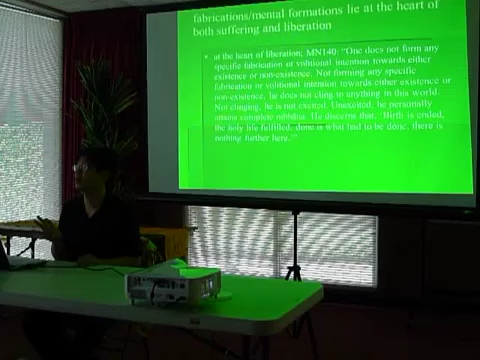 fabrications/mental formations lie at the heart of
both suffering and liberation
• at the heart of liberation; MN140: “One does not form any
specific fabrication or volitional intention towards either
existence or non-existence. Not forming any specific
fabrication or volitional intention towards either existence or
non-existence, he does not cling to anything in this world.
Not clinging, he is not excited. Unexcited, he personally
attains complete nibbāna. He discerns that, ‘Birth is ended,
the holy life fulfilled, done is what had to be done, there is
nothing further here.’”